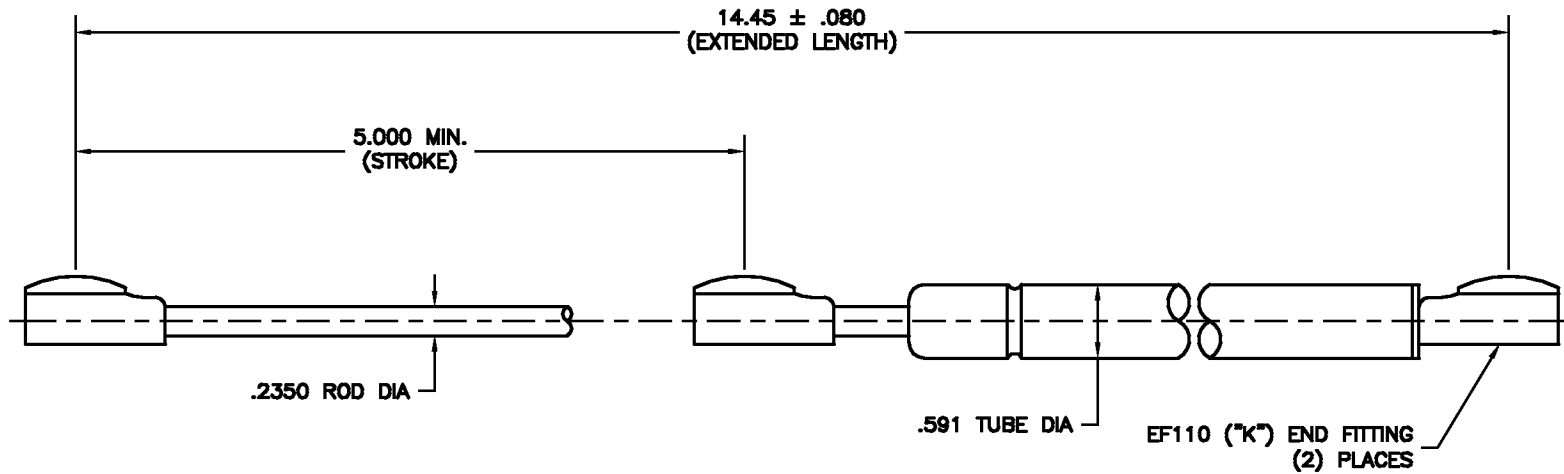 14.45 ± .080
(EXTENDED LENGTH)
5.000 MIN.
(STROKE)
.2350 ROD DIA
.591 TUBE DIA
EF110 ("K") END FITTING
(2) PLACES